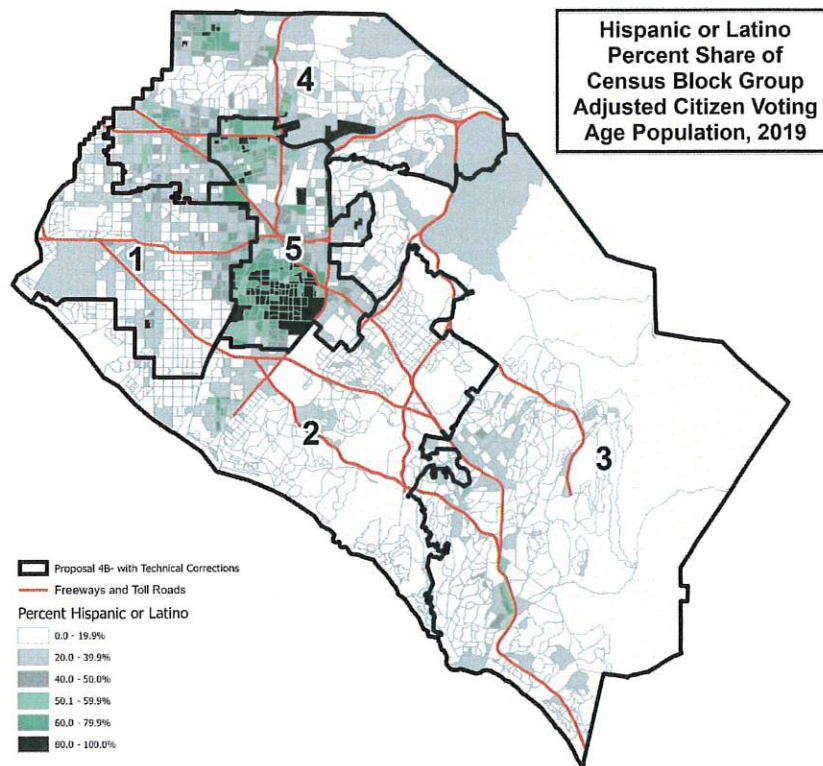 Hispanic or Latino
Percent Share of
Census Block Group
Adjusted Citizen Voting
Age Population, 2019
4
1
5
2
3
Proposal 4B- with Technical Corrections
Freeways and Toll Roads
Percent Hispanic or Latino
0.0 - 19.9%
20.0 - 39.9%
40.0 - 50.0%
50.1 - 59.9%
60.0 - 79.9%
80.0 - 100.0%